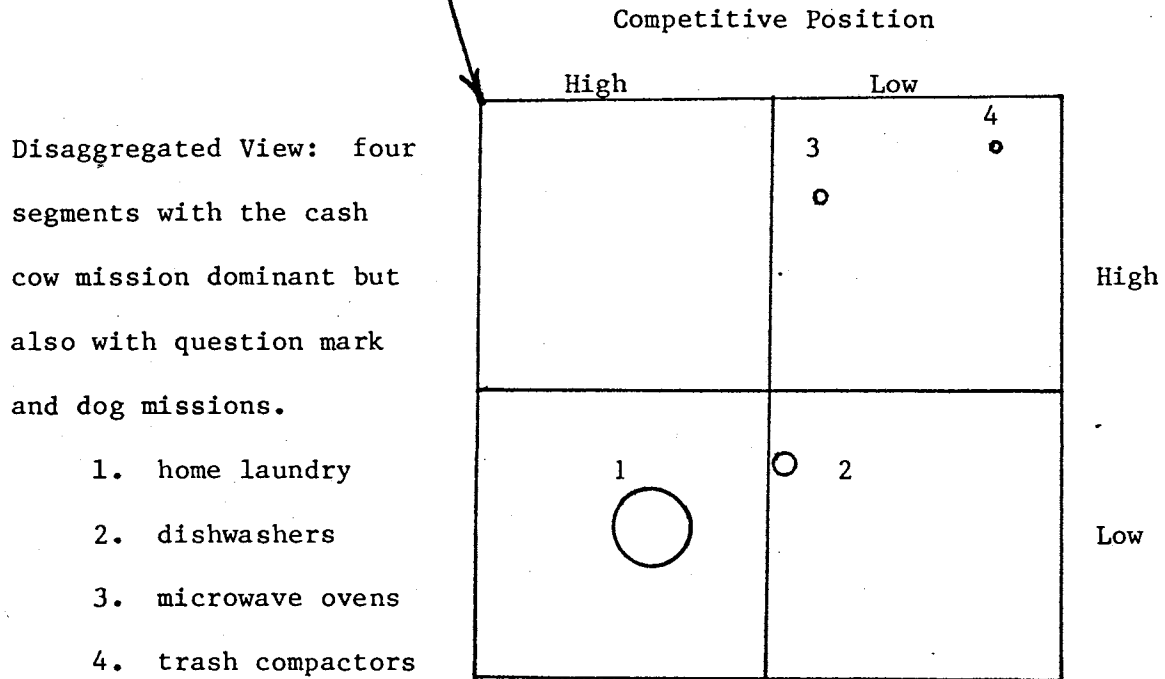 Competitive Position
High Low
Disaggregated View: four
segments with the cash
cow mission dominant but
also with question mark
and dog missions.
1. home laundry
2. dishwashers
3. microwave ovens
4. trash compactors
4
3
High
1
2
Low